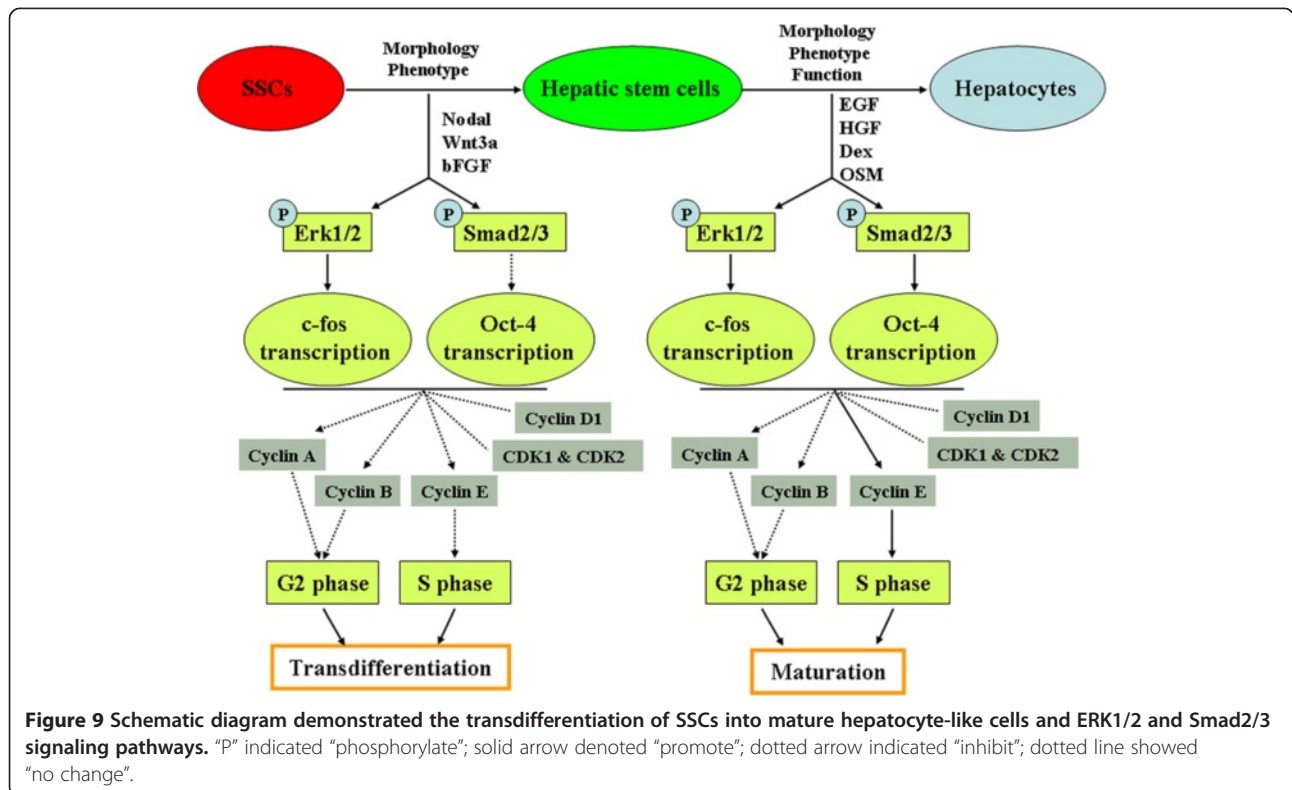 Morphology
Phenotype
Morphology
Phenotype
Function
SSCs
Hepatic stem cells
Hepatocytes
Nodal
Wnt3a
bFGF
EGF
HGF
Dex
OSM
P
Erk1/2
P
Smad2/3
P
Erk1/2
P
Smad2/3
c-fos
transcription
Oct-4
transcription
c-fos
transcription
Oct-4
transcription
Cyclin D1
Cyclin A
CDK1 & CDK2
Cyclin B
Cyclin E
Cyclin D1
Cyclin A
CDK1 & CDK2
Cyclin B
Cyclin E
G2 phase
S phase
G2 phase
S phase
Transdifferentiation
Maturation
Figure 9 Schematic diagram demonstrated the transdifferentiation of SSCs into mature hepatocyte-like cells and ERK1/2 and Smad2/3
signaling pathways. “P” indicated “phosphorylate”; solid arrow denoted “promote”; dotted arrow indicated “inhibit”; dotted line showed
“no change”.